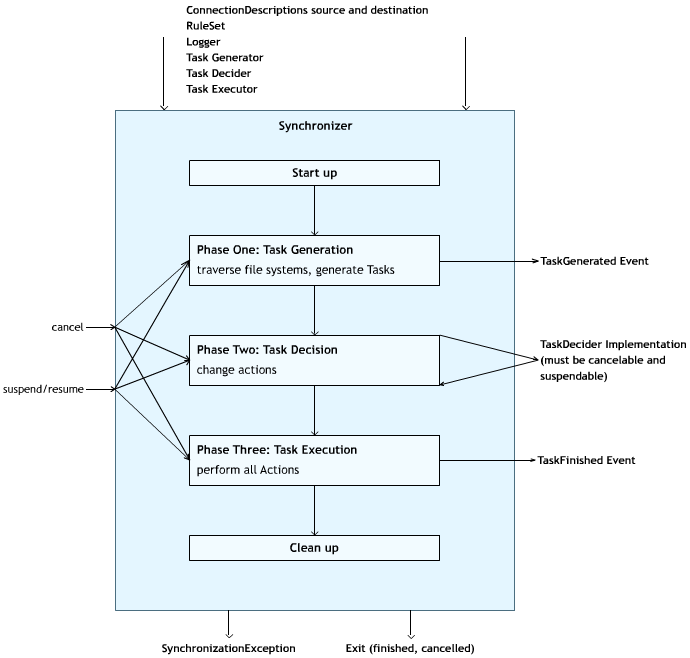 ConnectionDescriptions source and destination
RuleSet
Logger
Task Generator
Task Decider
Task Executor
Synchronizer
Start up
Phase One: Task Generation
traverse file systems, generate Tasks
TaskGenerated Event
cancel
Phase Two: Task Decision
change actions
TaskDecider Implementation
(must be cancelable and
suspendable)
suspend/resume
Phase Three: Task Execution
perform all Actions
TaskFinished Event
Clean up
SynchronizationException
Exit (finished, cancelled)